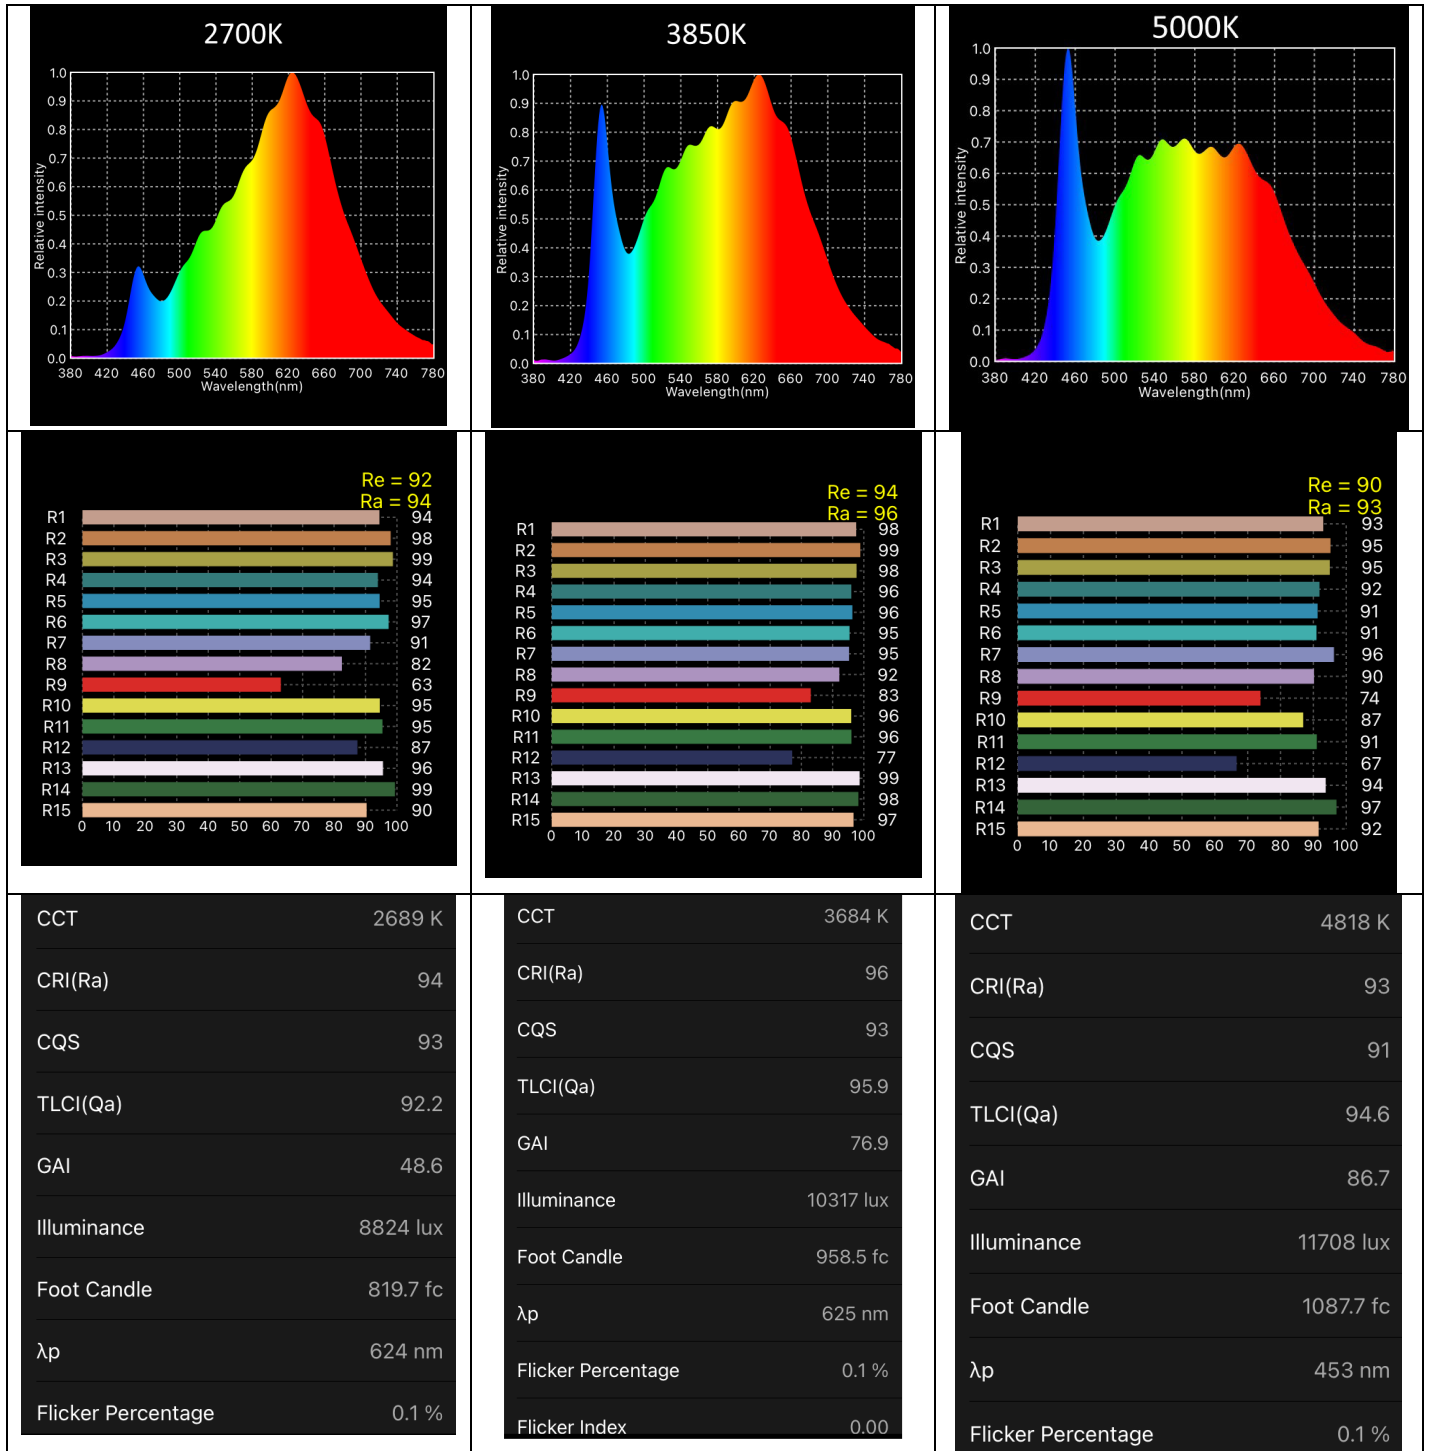 2700K
1.0
0.9
0.8
0.7
0.6
0.5
0.4
0.3
0.2
0.1
0.0
Relative intensity
380 420 460 500 540 580 620 660 700 740 780
Wavelength(nm)
3850K
1.0
0.9
0.8
0.7
0.6
0.5
0.4
0.3
0.2
0.1
0.0
Relative intensity
380 420 460 500 540 580 620 660 700 740 780
Wavelength(nm)
5000K
1.0
0.9
0.8
0.7
0.6
0.5
0.4
0.3
0.2
0.1
0.0
Relative intensity
380 420 460 500 540 580 620 660 700 740 780
Wavelength(nm)
Re = 92
Ra = 94
R1 94
R2 98
R3 99
R4 94
R5 95
R6 97
R7 91
R8 82
R9 63
R10 95
R11 95
R12 87
R13 96
R14 99
R15 90
0 10 20 30 40 50 60 70 80 90 100
Re = 94
Ra = 96
R1 98
R2 99
R3 98
R4 96
R5 96
R6 95
R7 95
R8 92
R9 83
R10 96
R11 96
R12 77
R13 99
R14 98
R15 97
0 10 20 30 40 50 60 70 80 90 100
Re = 90
Ra = 93
R1 93
R2 95
R3 95
R4 92
R5 91
R6 91
R7 96
R8 90
R9 74
R10 87
R11 91
R12 67
R13 94
R14 97
R15 92
0 10 20 30 40 50 60 70 80 90 100
CCT 2689 K
CRI(Ra) 94
CQS 93
TLCI(Qa) 92.2
GAI 48.6
Illuminance 8824 lux
Foot Candle 819.7 fc
λp 624 nm
Flicker Percentage 0.1 %
CCT 3684 K
CRI(Ra) 96
CQS 93
TLCI(Qa) 95.9
GAI 76.9
Illuminance 10317 lux
Foot Candle 958.5 fc
λp 625 nm
Flicker Percentage 0.1 %
Flicker Index 0.00
CCT 4818 K
CRI(Ra) 93
CQS 91
TLCI(Qa) 94.6
GAI 86.7
Illuminance 11708 lux
Foot Candle 1087.7 fc
λp 453 nm
Flicker Percentage 0.1 %